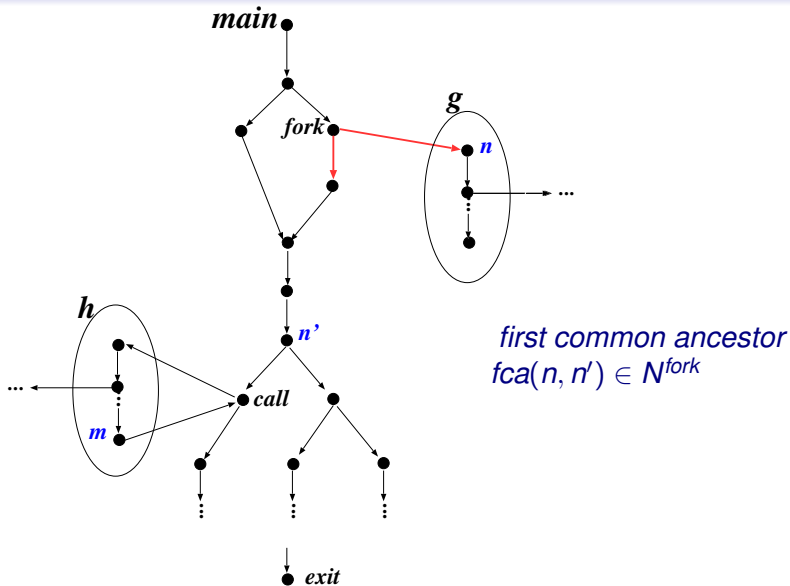 main
g
fork
n
...
h
n'
first common ancestor
fca(n, n′) ∈ N^fork
...
call
m
exit